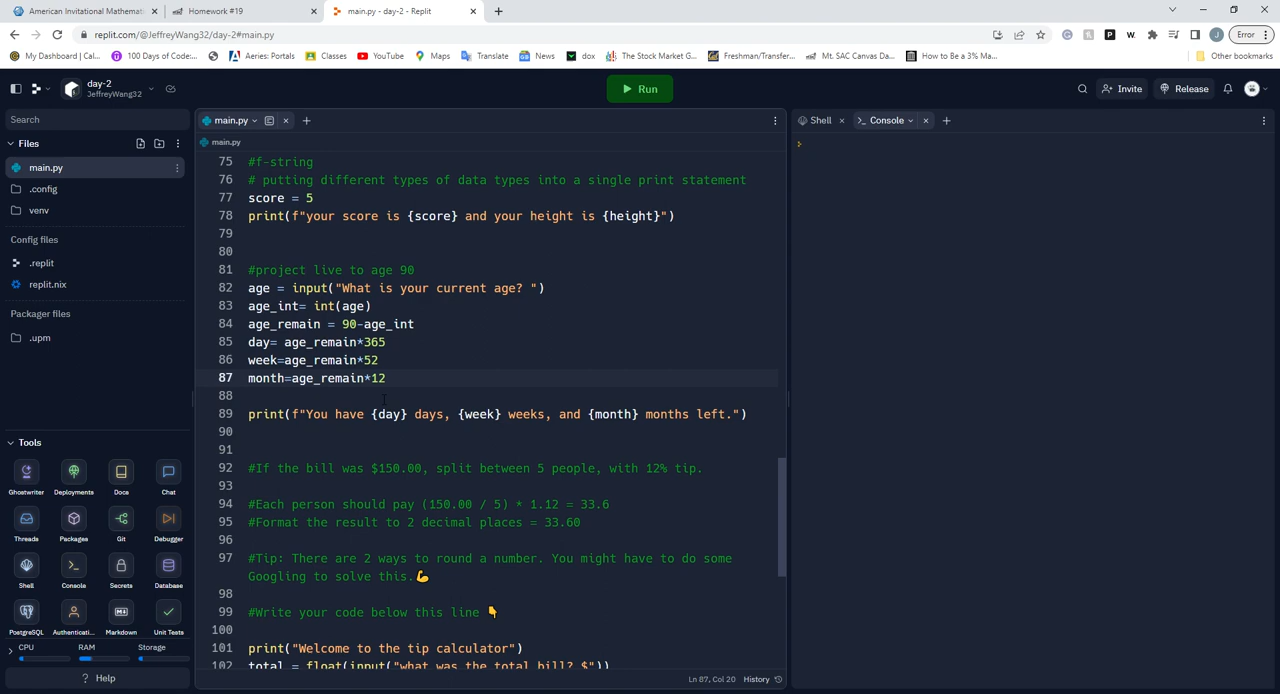 American Invitational Mathemati
Homework #19
main.py - day-2 - Replit
replit.com/@JeffreyWang32/day-2#main.py
Error
My Dashboard | Cal...
100 Days of Code:...
Aeries: Portals
Classes
YouTube
Maps
Translate
News
dox
The Stock Market G...
Freshman/Transfer...
Mt. SAC Canvas Da...
How to Be a 3% Ma...
Other bookmarks
day-2
JeffreyWang32
Run
Invite
Release
Search
Files
main.py
.config
venv
Config files
.replit
replit.nix
Packager files
.upm
Tools
Ghostwriter
Deployments
Docs
Chat
Threads
Packages
Git
Debugger
Shell
Console
Secrets
Database
PostgreSQL
Authenticati...
Markdown
Unit Tests
CPU
RAM
Storage
? Help
main.py
main.py
75 #f-string
76 # putting different types of data types into a single print statement
77 score = 5
78 print(f"your score is {score} and your height is {height}")
79
80
81 #project live to age 90
82 age = input("What is your current age? ")
83 age_int= int(age)
84 age_remain = 90-age_int
85 day= age_remain*365
86 week=age_remain*52
87 month=age_remain*12
88
89 print(f"You have {day} days, {week} weeks, and {month} months left.")
90
91
92 #If the bill was $150.00, split between 5 people, with 12% tip.
93
94 #Each person should pay (150.00 / 5) * 1.12 = 33.6
95 #Format the result to 2 decimal places = 33.60
96
97 #Tip: There are 2 ways to round a number. You might have to do some
Googling to solve this.💪
98
99 #Write your code below this line 👇
100
101 print("Welcome to the tip calculator")
102 total = float(input("what was the total bill? $"))
Ln 87, Col 20
History
Shell
Console